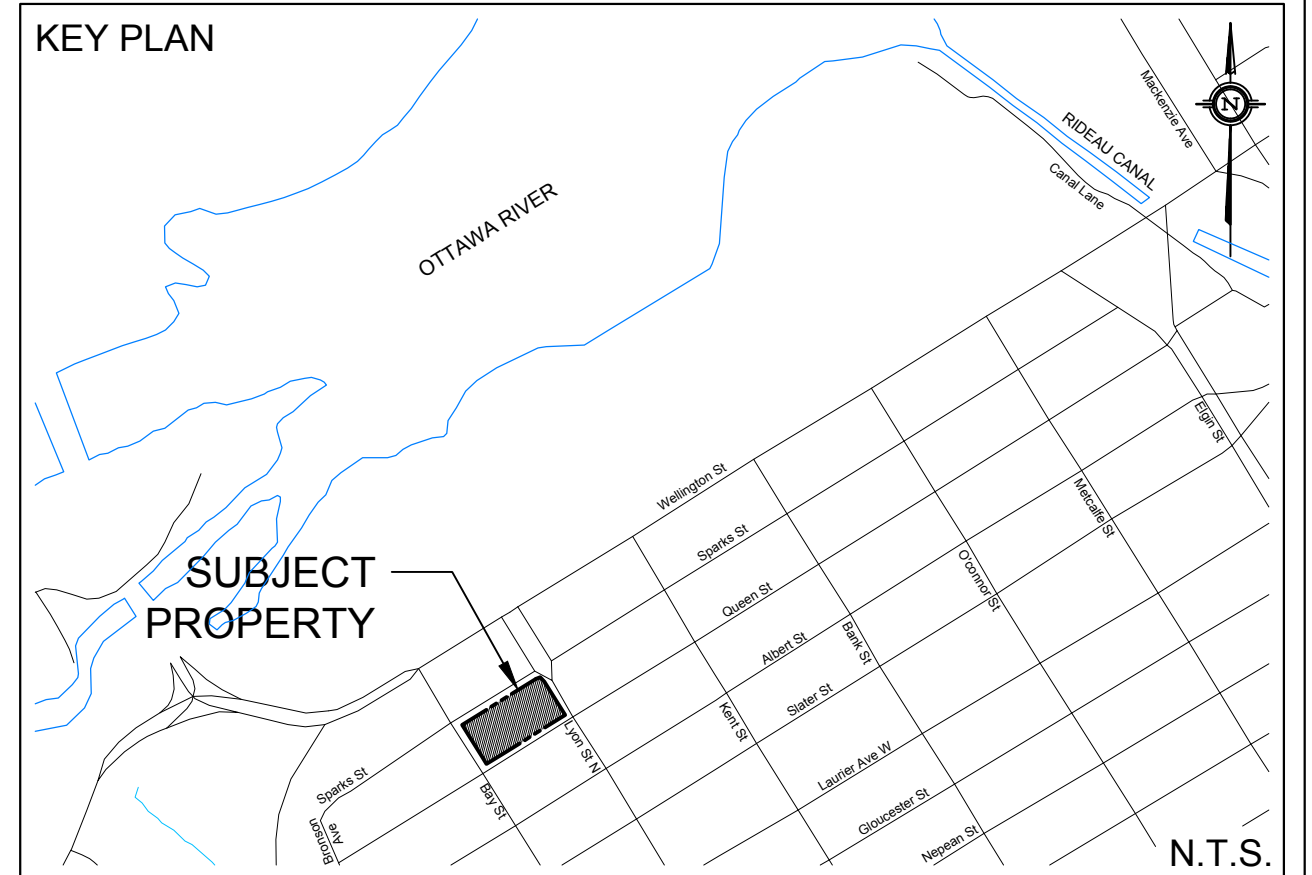 KEY PLAN
Mackenzie Ave
N
RIDEAU CANAL
Canal Lane
OTTAWA RIVER
Elgin St
Wellington St
Metcalfe St
Sparks St
O'connor St
SUBJECT
PROPERTY
Queen St
Bank St
Albert St
Slater St
Kent St
Lyon St N
Laurier Ave W
Sparks St
Bay St
Gloucester St
Bronson
Ave
Nepean St
N.T.S.